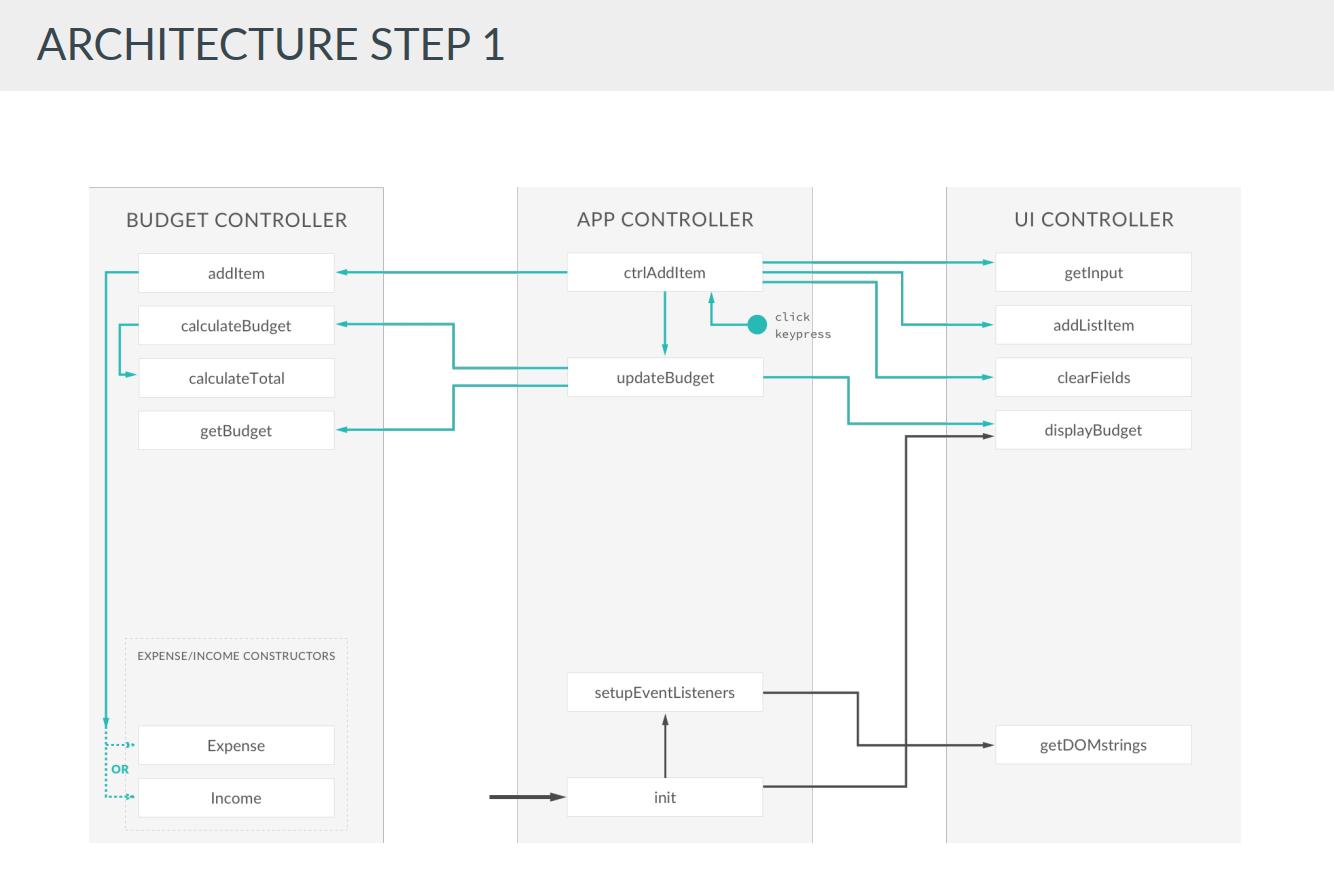 ARCHITECTURE STEP 1
BUDGET CONTROLLER
addItem
calculateBudget
calculateTotal
getBudget
EXPENSE/INCOME CONSTRUCTORS
Expense
OR
Income
APP CONTROLLER
ctrlAddItem
click
keypress
updateBudget
setupEventListeners
init
UI CONTROLLER
getInput
addListItem
clearFields
displayBudget
getDOMstrings